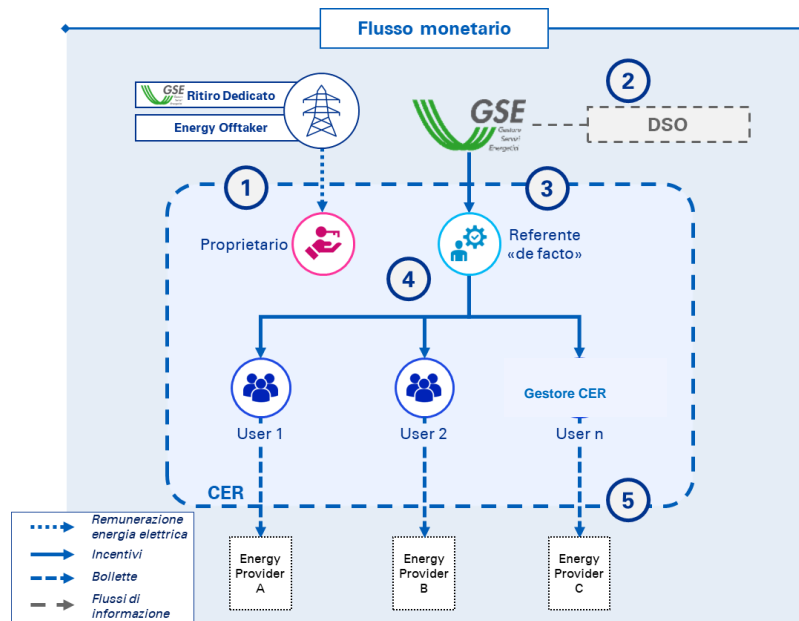 Flusso monetario
GSE Ritiro Dedicato
Energy Offtaker
GSE
Gestore
Servizi
Energetici
2
DSO
1
3
Proprietario
Referente
«de facto»
4
Gestore CER
User 1
User 2
User n
CER
5
Remunerazione
energia elettrica
Incentivi
Bollette
Flussi di
informazione
Energy
Provider
A
Energy
Provider
B
Energy
Provider
C